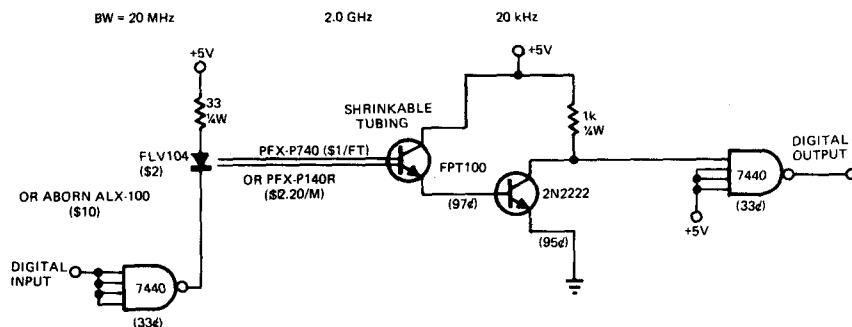 BW = 20 MHz
2.0 GHz
20 kHz
+5V
+5V
33
¼W
SHRINKABLE
TUBING
1k
¼W
FLV104
($2)
PFX-P740 ($1/FT)
OR PFX-P140R
($2.20/M)
FPT100
(97¢)
2N2222
(95¢)
DIGITAL
OUTPUT
7440
(33¢)
+5V
OR ABORN ALX-100
($10)
DIGITAL
INPUT
7440
(33¢)